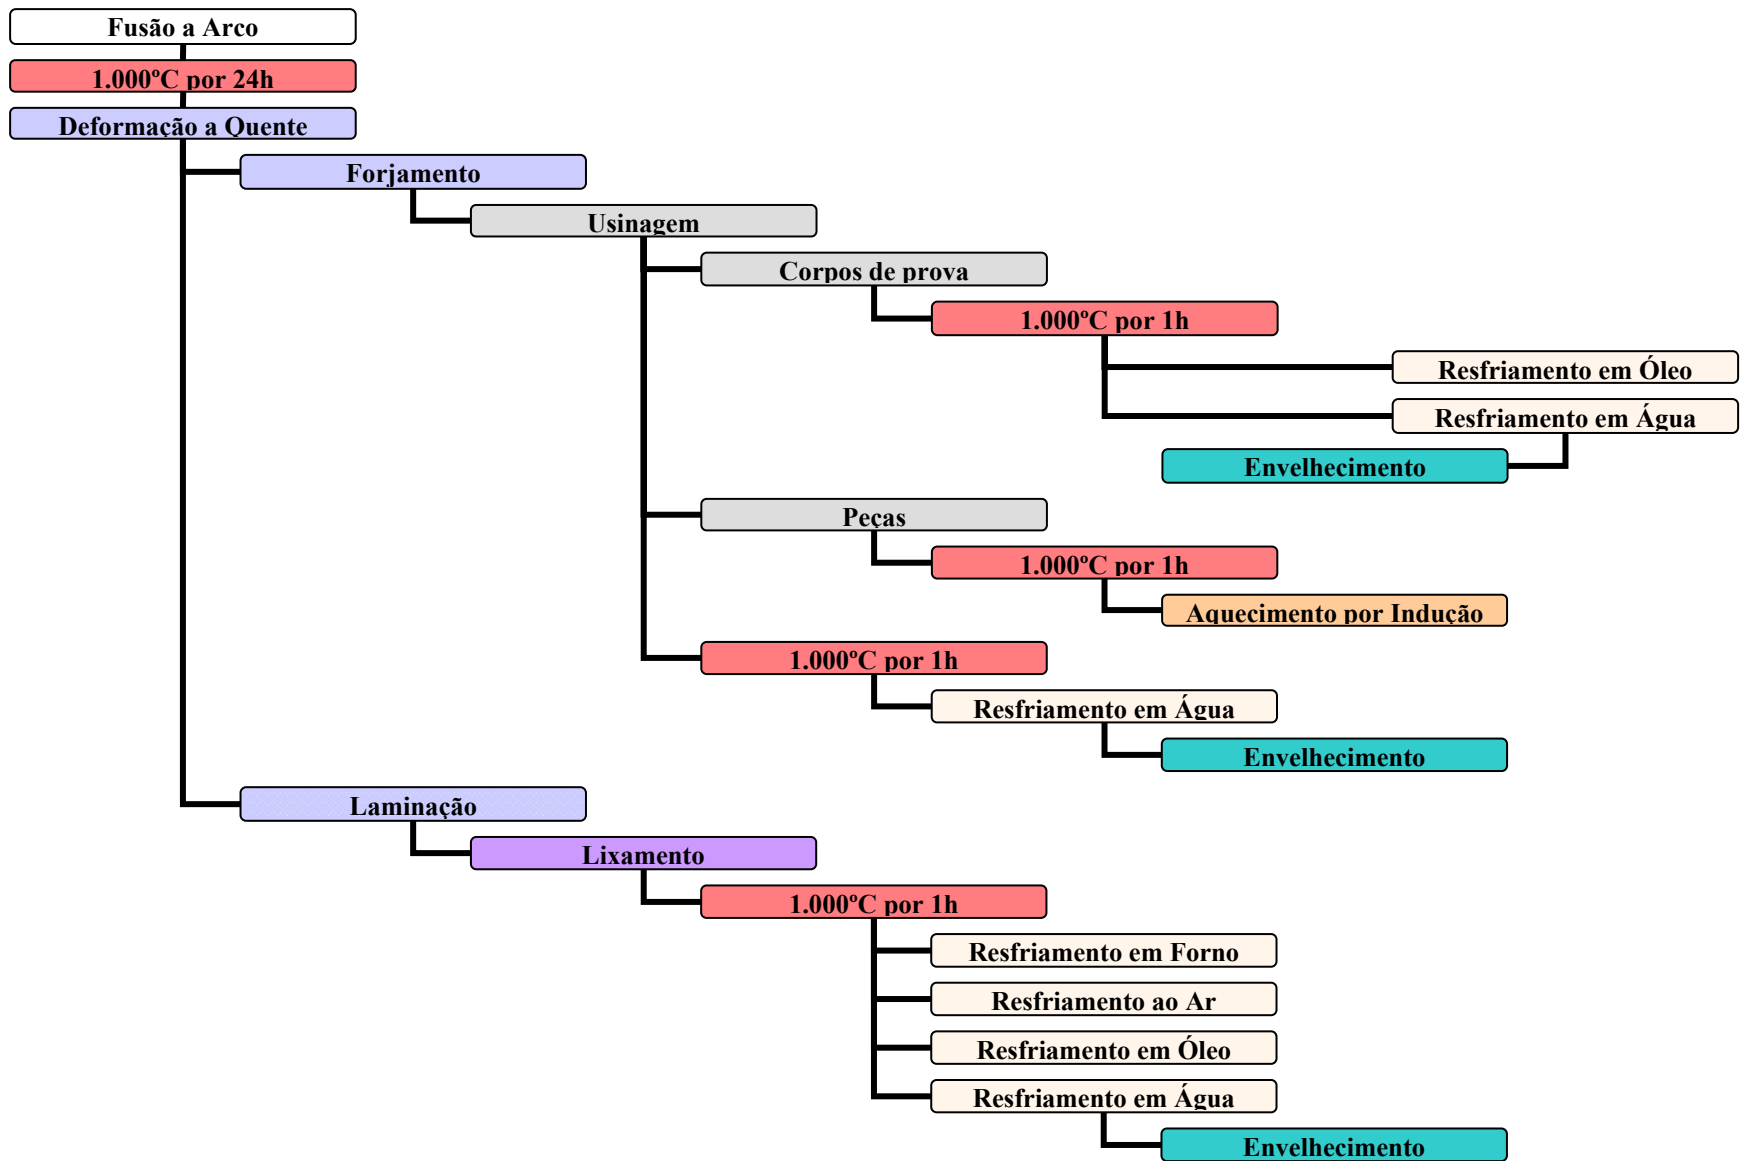 Fusão a Arco
1.000ºC por 24h
Deformação a Quente
Forjamento
Usinagem
Corpos de prova
1.000ºC por 1h
Resfriamento em Óleo
Resfriamento em Água
Envelhecimento
Peças
1.000ºC por 1h
Aquecimento por Indução
1.000ºC por 1h
Resfriamento em Água
Envelhecimento
Laminação
Lixamento
1.000ºC por 1h
Resfriamento em Forno
Resfriamento ao Ar
Resfriamento em Óleo
Resfriamento em Água
Envelhecimento